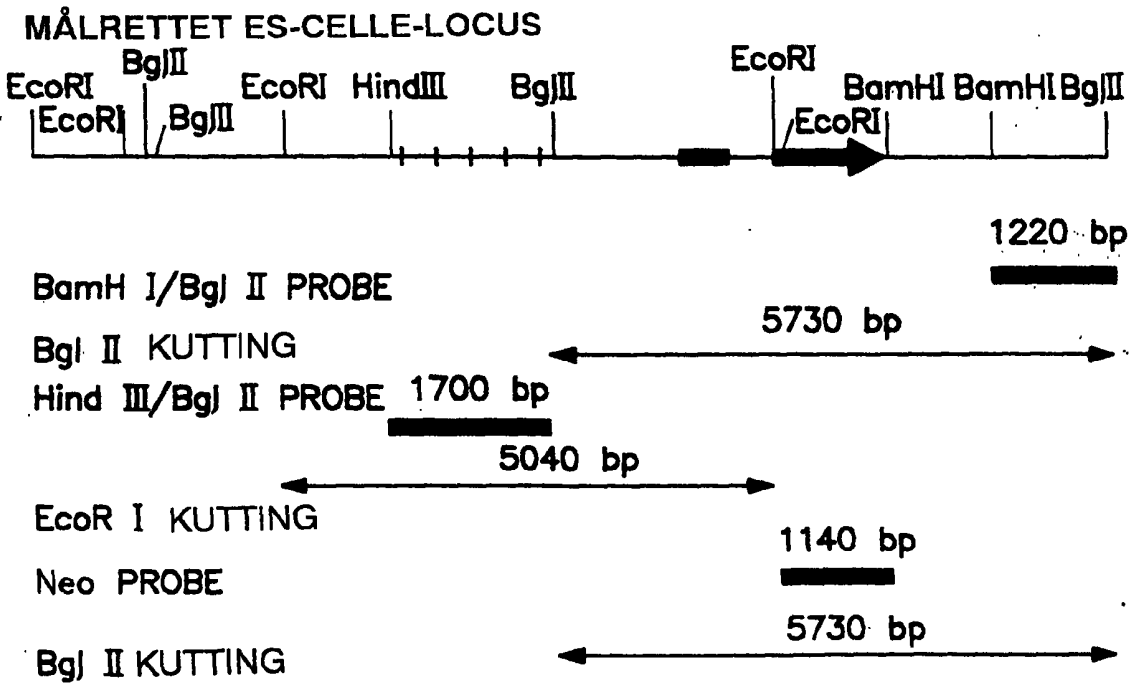 MÅLRETTET ES-CELLE-LOCUS
BglII EcoRI
EcoRI EcoRI HindIII BglII BamHI BamHI BglII
EcoRI BglII EcoRI
1220 bp
BamH I/Bgl II PROBE
5730 bp
Bgl II KUTTING
Hind III/Bgl II PROBE 1700 bp
5040 bp
EcoR I KUTTING
1140 bp
Neo PROBE
5730 bp
Bgl II KUTTING